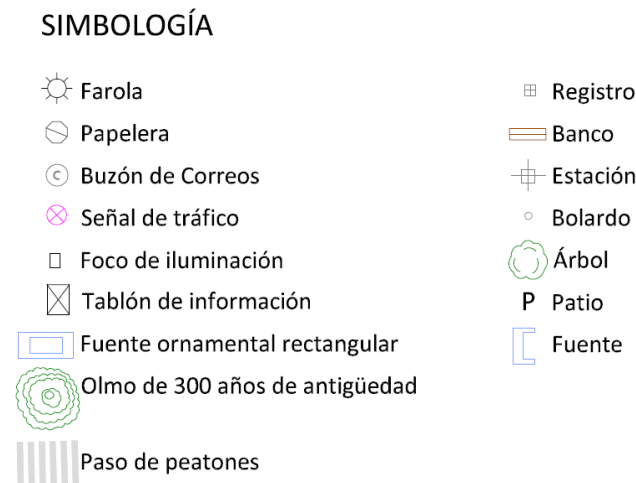 SIMBOLOGÍA
Farola
Papelera
C Buzón de Correos
Señal de tráfico
Foco de iluminación
Tablón de información
Fuente ornamental rectangular
Olmo de 300 años de antigüedad
Paso de peatones
Registro
Banco
Estación
Bolardo
Árbol
P Patio
Fuente